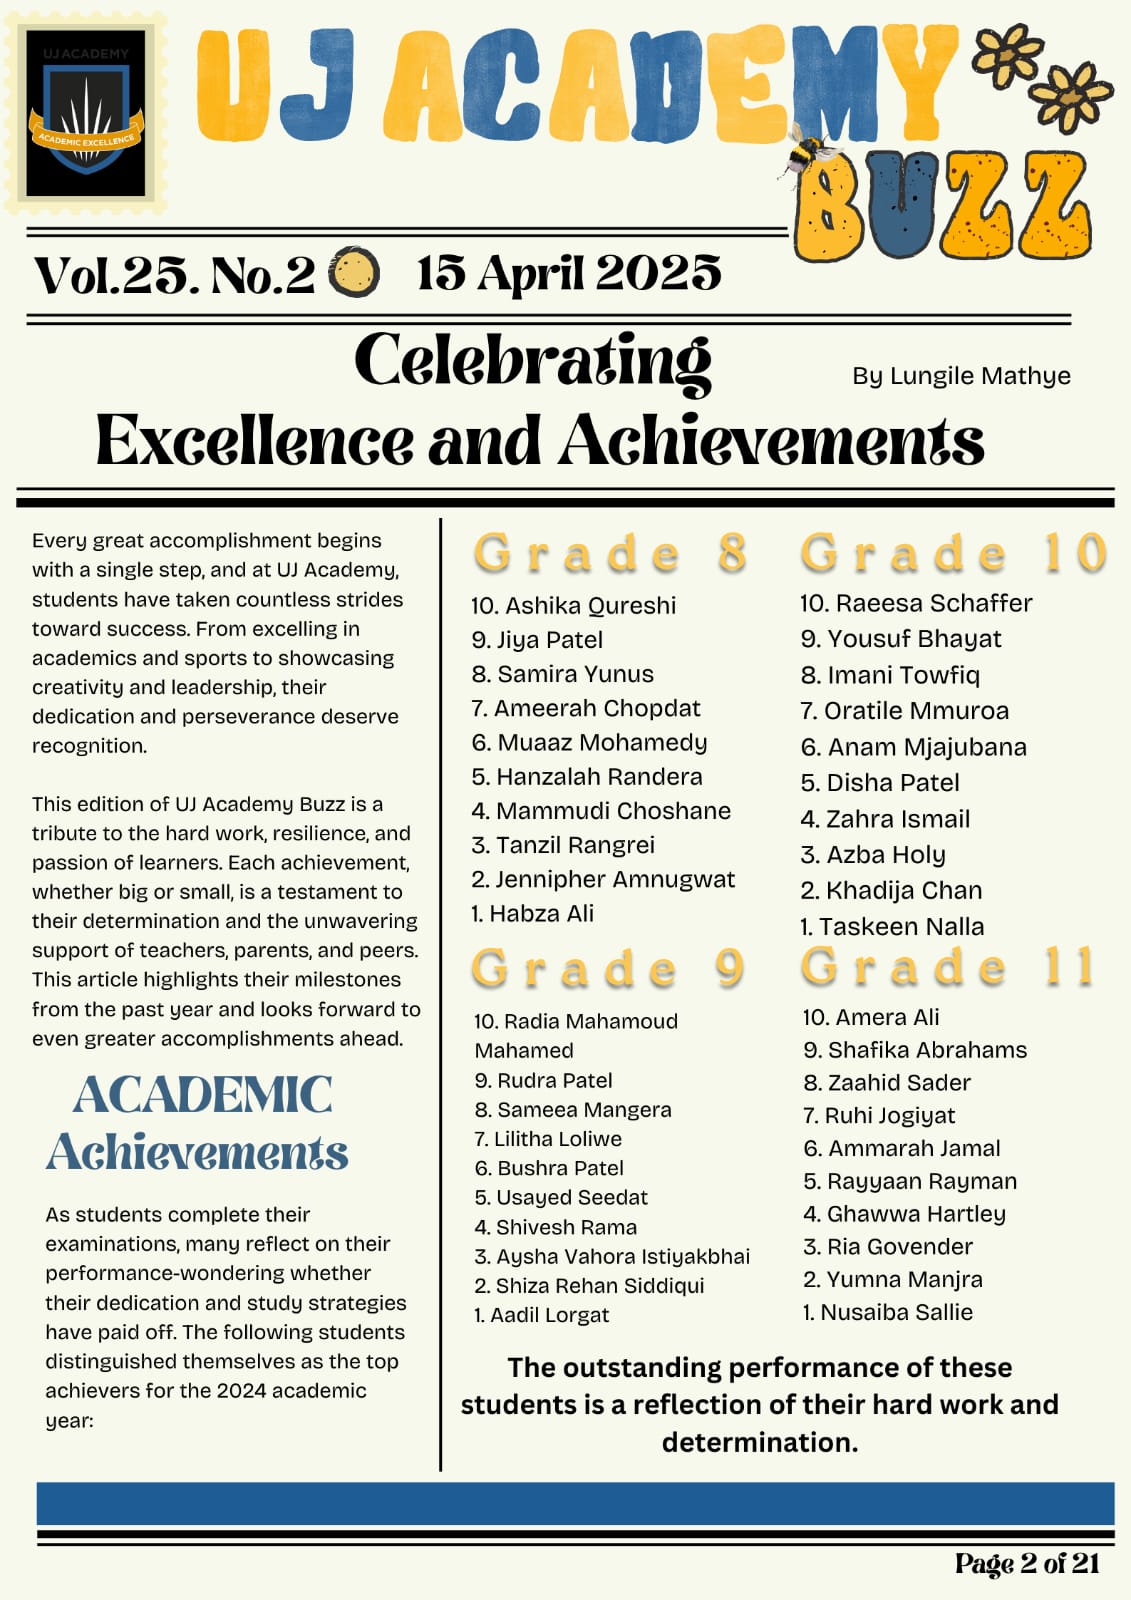 UJ ACADEMY
ACADEMIC EXCELLENCE
UJ ACADEMY
BUZZ
Vol.25. No.2
15 April 2025
Celebrating
Excellence and Achievements
By Lungile Mathye
Every great accomplishment begins
with a single step, and at UJ Academy,
students have taken countless strides
toward success. From excelling in
academics and sports to showcasing
creativity and leadership, their
dedication and perseverance deserve
recognition.
This edition of UJ Academy Buzz is a
tribute to the hard work, resilience, and
passion of learners. Each achievement,
whether big or small, is a testament to
their determination and the unwavering
support of teachers, parents, and peers.
This article highlights their milestones
from the past year and looks forward to
even greater accomplishments ahead.
ACADEMIC
Achievements
As students complete their
examinations, many reflect on their
performance-wondering whether
their dedication and study strategies
have paid off. The following students
distinguished themselves as the top
achievers for the 2024 academic
year:
Grade 8
10. Ashika Qureshi
9. Jiya Patel
8. Samira Yunus
7. Ameerah Chopdat
6. Muaaz Mohamedy
5. Hanzalah Randera
4. Mammudi Choshane
3. Tanzil Rangrei
2. Jennipher Amnugwat
1. Habza Ali
Grade 9
10. Radia Mahamoud
Mahamed
9. Rudra Patel
8. Sameea Mangera
7. Lilitha Loliwe
6. Bushra Patel
5. Usayed Seedat
4. Shivesh Rama
3. Aysha Vahora Istiyakbhai
2. Shiza Rehan Siddiqui
1. Aadil Lorgat
Grade 10
10. Raeesa Schaffer
9. Yousuf Bhayat
8. Imani Towfiq
7. Oratile Mmuroa
6. Anam Mjajubana
5. Disha Patel
4. Zahra Ismail
3. Azba Holy
2. Khadija Chan
1. Taskeen Nalla
Grade 11
10. Amera Ali
9. Shafika Abrahams
8. Zaahid Sader
7. Ruhi Jogiyat
6. Ammarah Jamal
5. Rayyaan Rayman
4. Ghawwa Hartley
3. Ria Govender
2. Yumna Manjra
1. Nusaiba Sallie
The outstanding performance of these
students is a reflection of their hard work and
determination.
Page 2 of 21